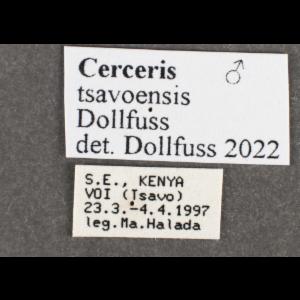 Cerceris ♂
tsavoensis
Dollfuss
det. Dollfuss 2022
S.E., KENYA
VOI (Tsavo)
23.3.-4.4.1997
leg.Ma.Halada